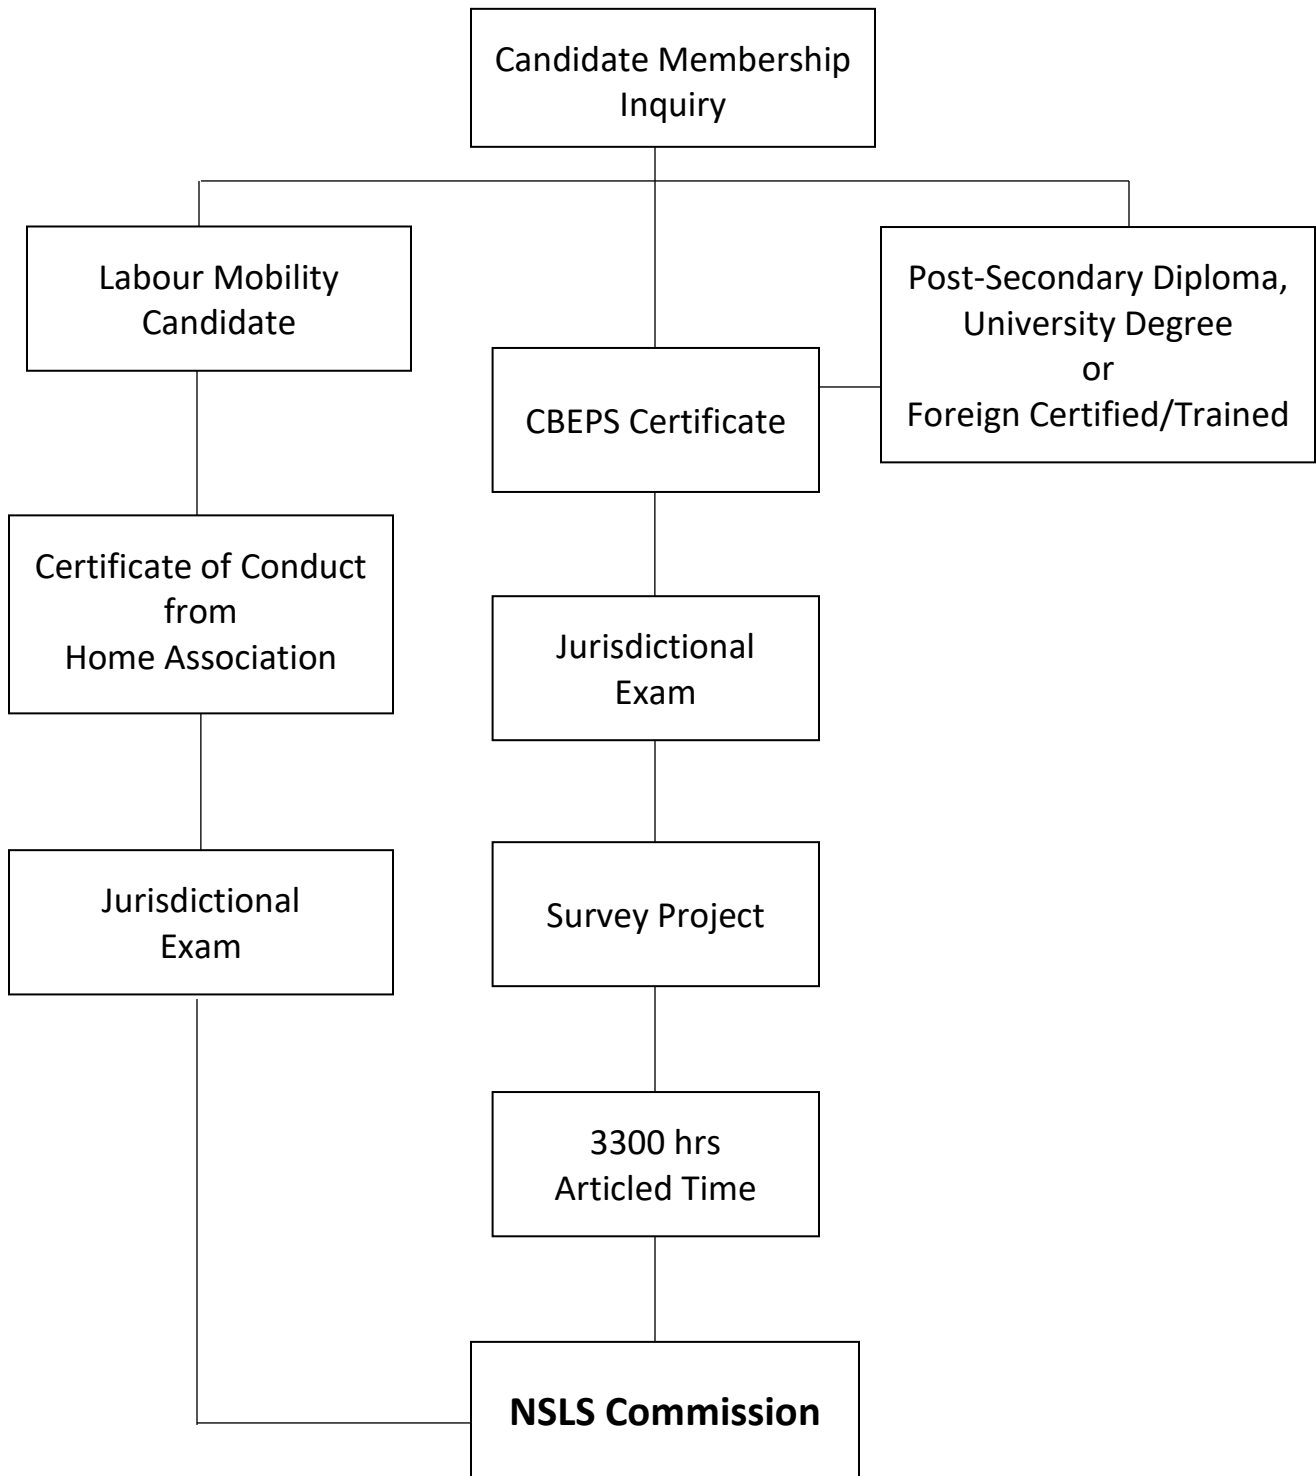 Candidate Membership
Inquiry
Labour Mobility
Candidate
Post-Secondary Diploma,
University Degree
or
Foreign Certified/Trained
CBEPS Certificate
Certificate of Conduct
from
Home Association
Jurisdictional
Exam
Jurisdictional
Exam
Survey Project
3300 hrs
Articled Time
NSLS Commission